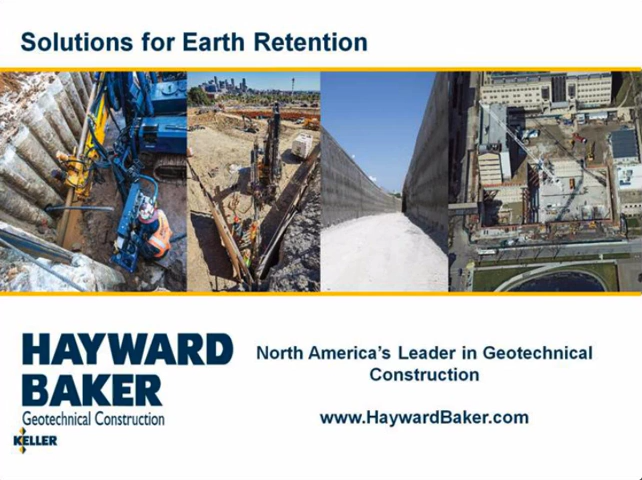 Solutions for Earth Retention
HAYWARD
BAKER
Geotechnical Construction
KELLER
North America's Leader in Geotechnical
Construction
www.HaywardBaker.com